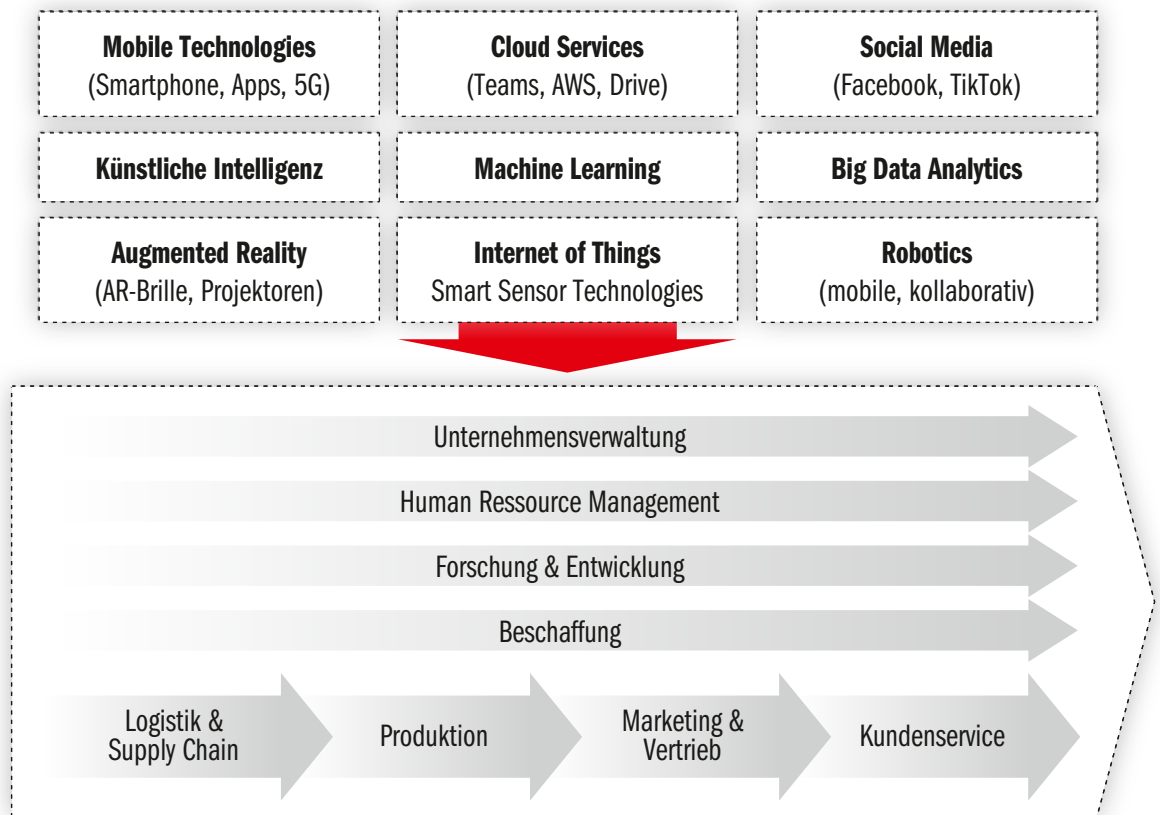 Mobile Technologies
(Smartphone, Apps, 5G)
Cloud Services
(Teams, AWS, Drive)
Social Media
(Facebook, TikTok)
Künstliche Intelligenz
Machine Learning
Big Data Analytics
Augmented Reality
(AR-Brille, Projektoren)
Internet of Things
Smart Sensor Technologies
Robotics
(mobile, kollaborativ)
Unternehmensverwaltung
Human Ressource Management
Forschung & Entwicklung
Beschaffung
Logistik &
Supply Chain
Produktion
Marketing &
Vertrieb
Kundenservice